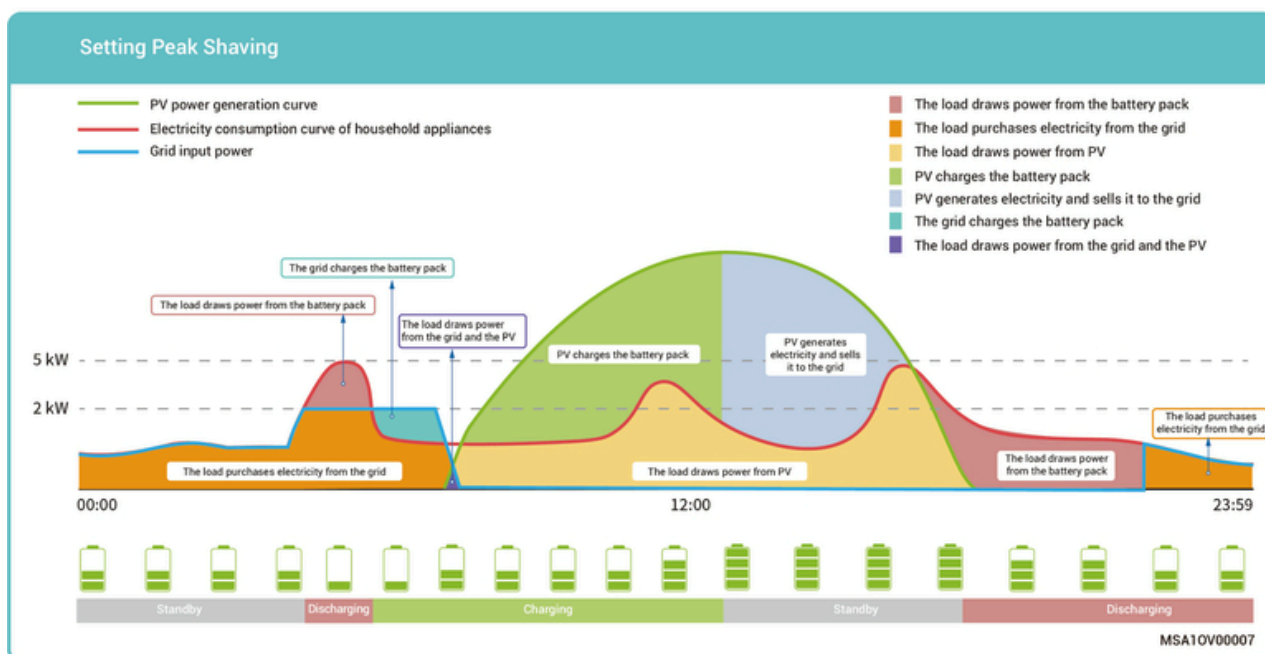 Setting Peak Shaving
PV power generation curve
Electricity consumption curve of household appliances
Grid input power
The load draws power from the battery pack
The load purchases electricity from the grid
The load draws power from PV
PV charges the battery pack
PV generates electricity and sells it to the grid
The grid charges the battery pack
The load draws power from the grid and the PV
The grid charges the battery pack
The load draws power from the battery pack
The load draws power
from the grid and the PV
PV charges the battery pack
PV generates
electricity and sells
it to the grid
5 kW
2 kW
The load purchases
electricity from the grid
The load purchases electricity from the grid
The load draws power from PV
The load draws power
from the battery pack
00:00
12:00
23:59
Standby
Discharging
Charging
Standby
Discharging
MSA1OV00007